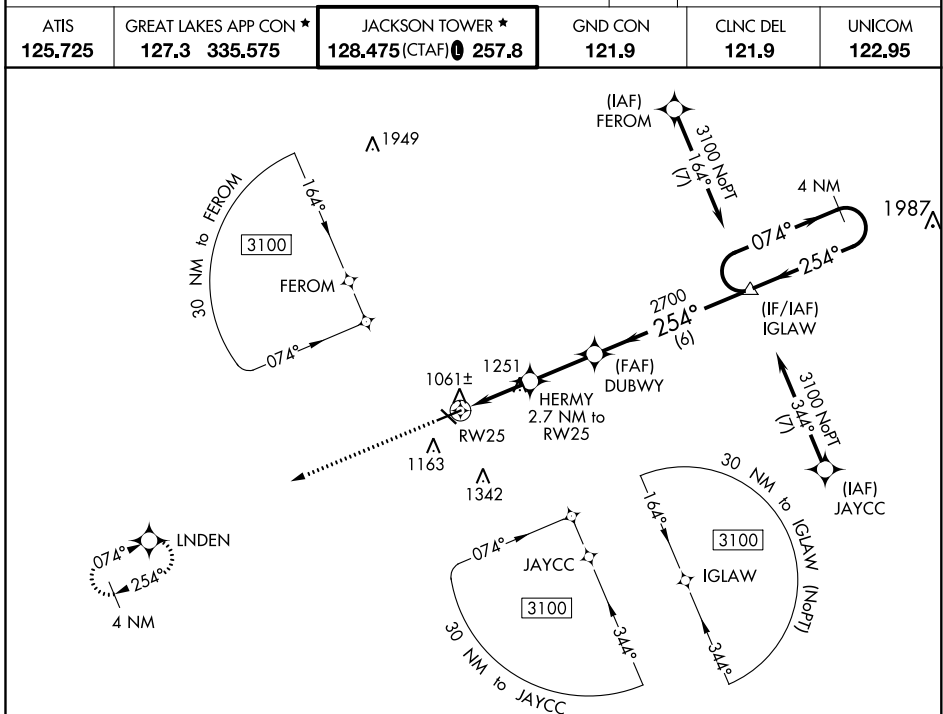 ATIS
125.725
GREAT LAKES APP CON ★
127.3 335.575
JACKSON TOWER ★
128.475 (CTAF) L 257.8
GND CON
121.9
CLNC DEL
121.9
UNICOM
122.95
(IAF)
FEROM
3100 NoPT
164°
(7)
4 NM
1987
074°
254°
(IF/IAF)
IGLAW
2700
254°
(6)
(FAF)
DUBWY
1251
HERMY
2.7 NM to
RW25
1061±
RW25
1163
1342
1949
30 NM to FEROM
164°
3100
FEROM
074°
3100 NoPT
344°
(7)
(IAF)
JAYCC
LNDEN
074°
254°
4 NM
074°
JAYCC
3100
344°
30 NM to JAYCC
30 NM to IGLAW (NoPT)
164°
3100
IGLAW
344°